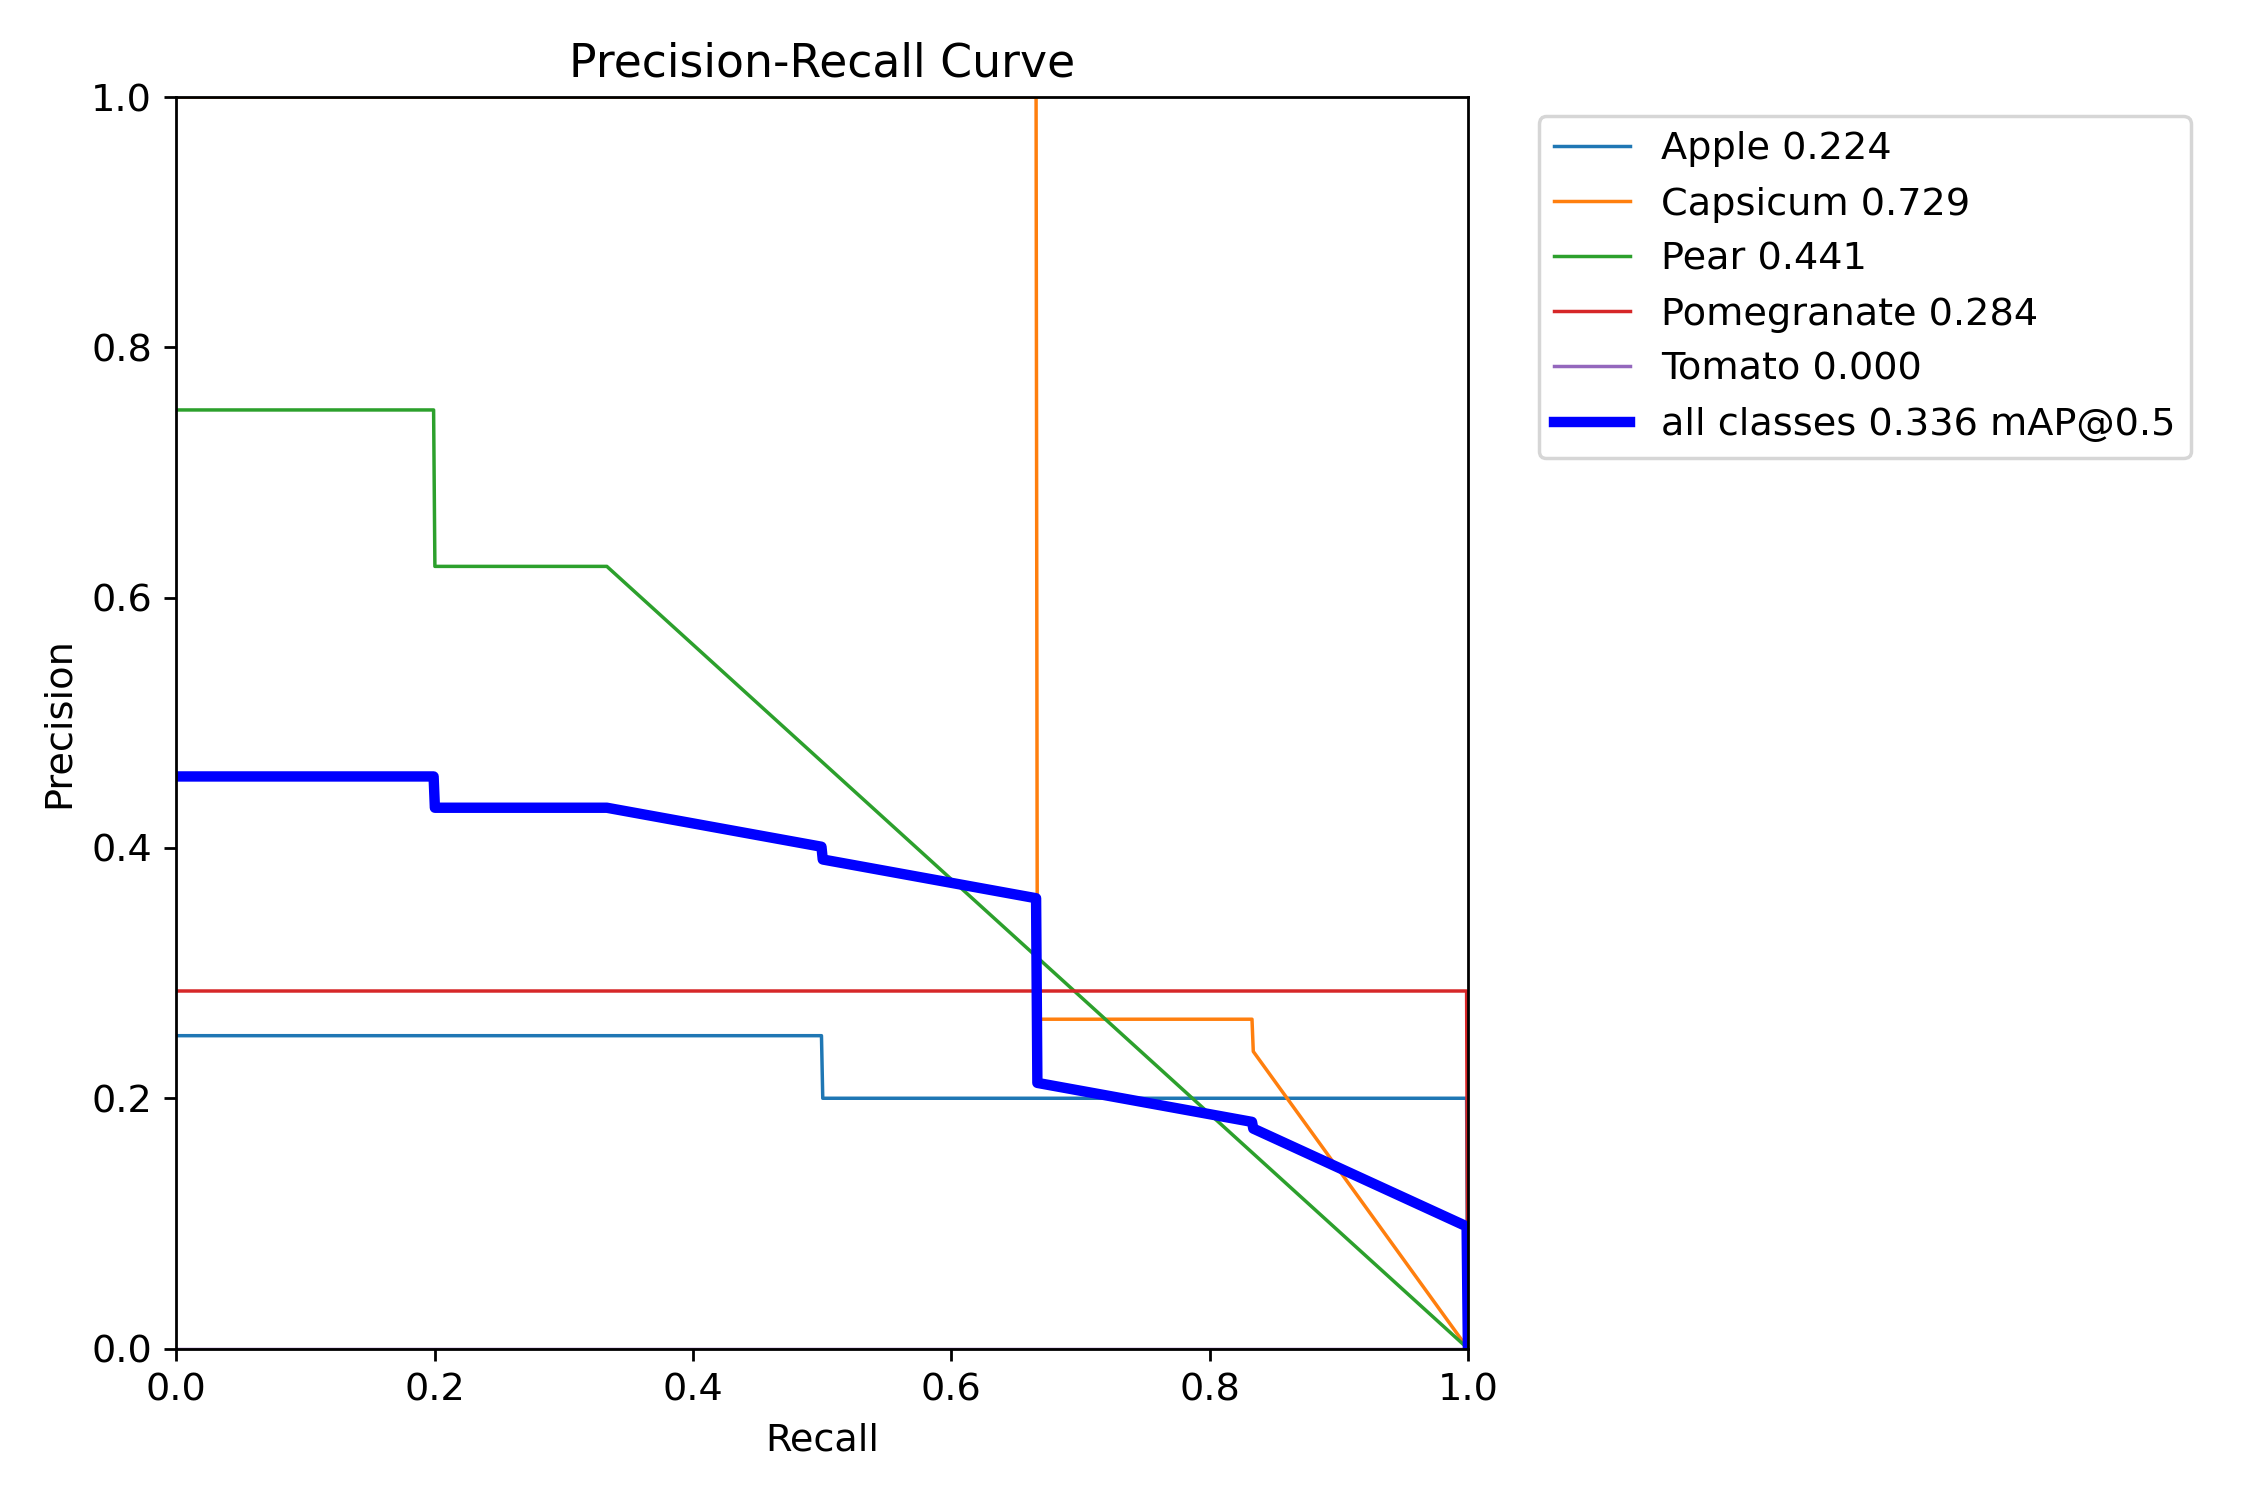 Precision-Recall Curve
1.0
0.8
0.6
0.4
0.2
0.0
Precision
0.0 0.2 0.4 0.6 0.8 1.0
Recall
Apple 0.224
Capsicum 0.729
Pear 0.441
Pomegranate 0.284
Tomato 0.000
all classes 0.336 mAP@0.5